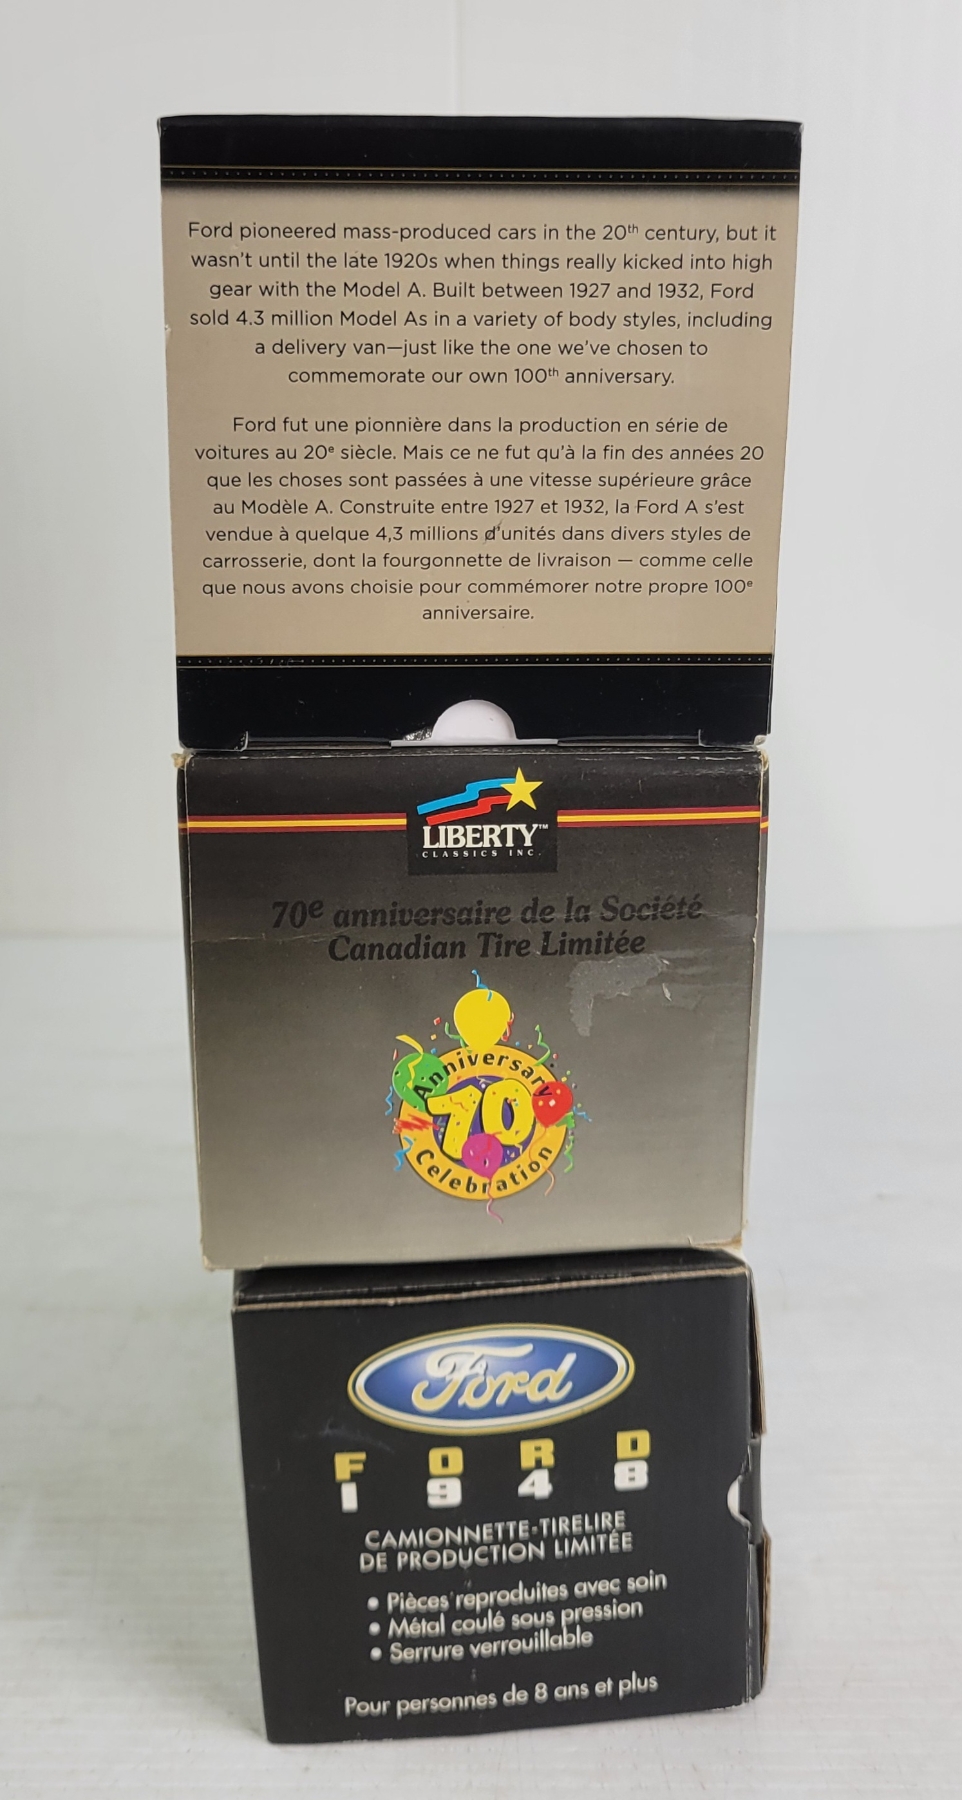 Ford pioneered mass-produced cars in the 20th century, but it
wasn't until the late 1920s when things really kicked into high
gear with the Model A. Built between 1927 and 1932, Ford
sold 4.3 million Model As in a variety of body styles, including
a delivery van—just like the one we've chosen to
commemorate our own 100th anniversary.
Ford fut une pionnière dans la production en série de
voitures au 20e siècle. Mais ce ne fut qu'à la fin des années 20
que les choses sont passées à une vitesse supérieure grâce
au Modèle A. Construite entre 1927 et 1932, la Ford A s'est
vendue à quelque 4,3 millions d'unités dans divers styles de
carrosserie, dont la fourgonnette de livraison — comme celle
que nous avons choisie pour commémorer notre propre 100e
anniversaire.
LIBERTY™
CLASSICS INC.
70e anniversaire de la Société
Canadian Tire Limitée
Anniversary
70
Celebration
Ford
FORD
1948
CAMIONNETTE-TIRELIRE
DE PRODUCTION LIMITÉE
• Pièces reproduites avec soin
• Métal coulé sous pression
• Serrure verrouillable
Pour personnes de 8 ans et plus